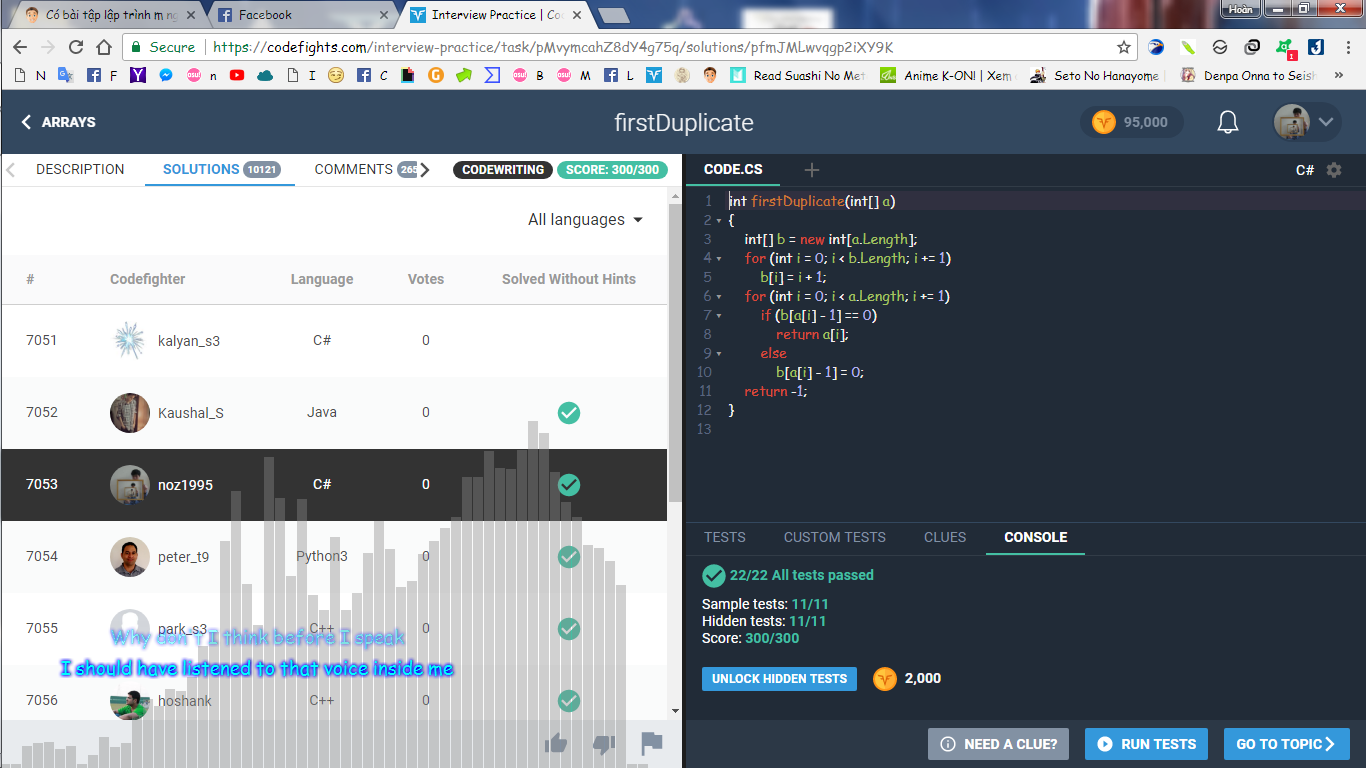 Có bài tập lập trình m ng
Facebook
Interview Practice | Co
Hoàn
Secure
https://codefights.com/interview-practice/task/pMvymcahZ8dY4g75q/solutions/pfmJMLwvqgp2iXY9K
N F n I C G B M F L Read Suashi No Met Anime K-ON! | Xem Seto No Hanayome Denpa Onna to Seish »
ARRAYS
firstDuplicate
95,000
DESCRIPTION SOLUTIONS 10121 COMMENTS 265
CODEWRITING SCORE: 300/300
All languages
# Codefighter Language Votes Solved Without Hints
7051 kalyan_s3 C# 0
7052 Kaushal_S Java 0
7053 noz1995 C# 0
7054 peter_t9 Python3 0
7055 park_s3 C++ 0
Why don't I think before I speak
I should have listened to that voice inside me
7056 hoshank C++ 0
CODE.CS
C#
1 int firstDuplicate(int[] a)
2 {
3 int[] b = new int[a.Length];
4 for (int i = 0; i < b.Length; i += 1)
5 b[i] = i + 1;
6 for (int i = 0; i < a.Length; i += 1)
7 if (b[a[i] - 1] == 0)
8 return a[i];
9 else
10 b[a[i] - 1] = 0;
11 return -1;
12 }
13
TESTS CUSTOM TESTS CLUES CONSOLE
22/22 All tests passed
Sample tests: 11/11
Hidden tests: 11/11
Score: 300/300
UNLOCK HIDDEN TESTS 2,000
NEED A CLUE? RUN TESTS GO TO TOPIC